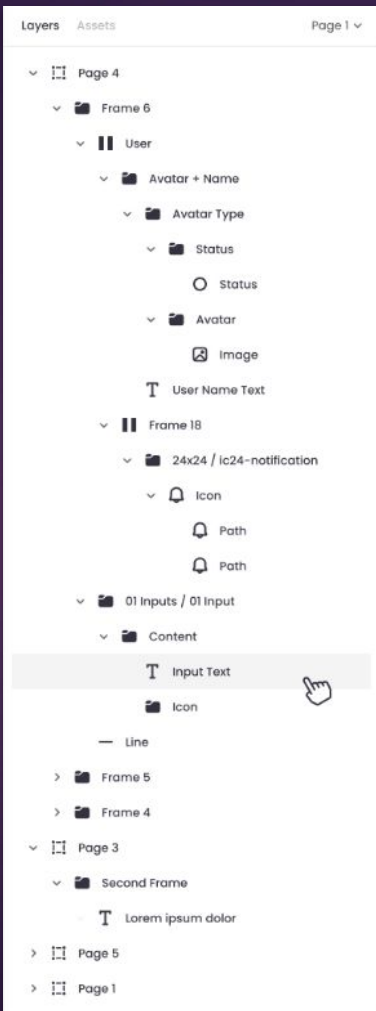 Layers Assets Page 1
Page 4
Frame 6
User
Avatar + Name
Avatar Type
Status
Status
Avatar
Image
User Name Text
Frame 18
24x24 / ic24-notification
Icon
Path
Path
01 Inputs / 01 Input
Content
Input Text
Icon
Line
Frame 5
Frame 4
Page 3
Second Frame
Lorem ipsum dolor
Page 5
Page 1